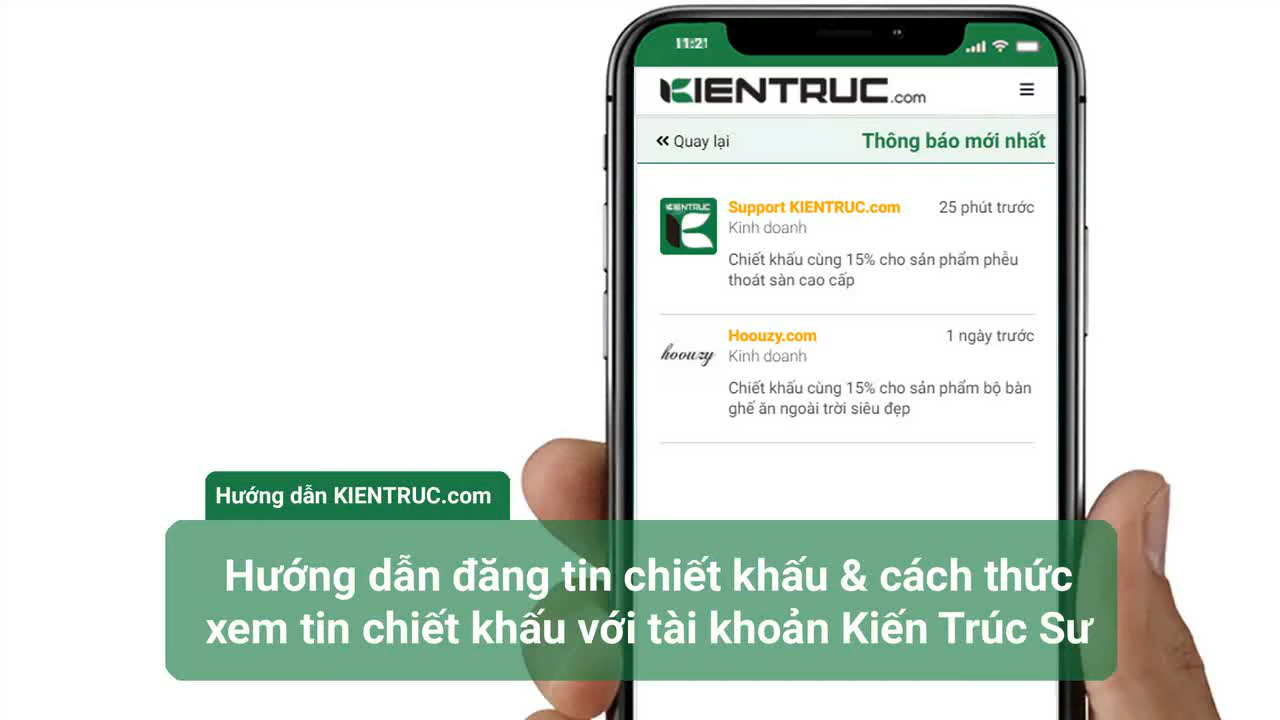 11:21
KIENTRUC.com
Quay lại
Thông báo mới nhất
KIENTRUC
Support KIENTRUC.com
25 phút trước
Kinh doanh
Chiết khấu cùng 15% cho sản phẩm phễu
thoát sàn cao cấp
hoouzy
Hoouzy.com
1 ngày trước
Kinh doanh
Chiết khấu cùng 15% cho sản phẩm bộ bàn
ghế ăn ngoài trời siêu đẹp
Hướng dẫn KIENTRUC.com
Hướng dẫn đăng tin chiết khấu & cách thức
xem tin chiết khấu với tài khoản Kiến Trúc Sư